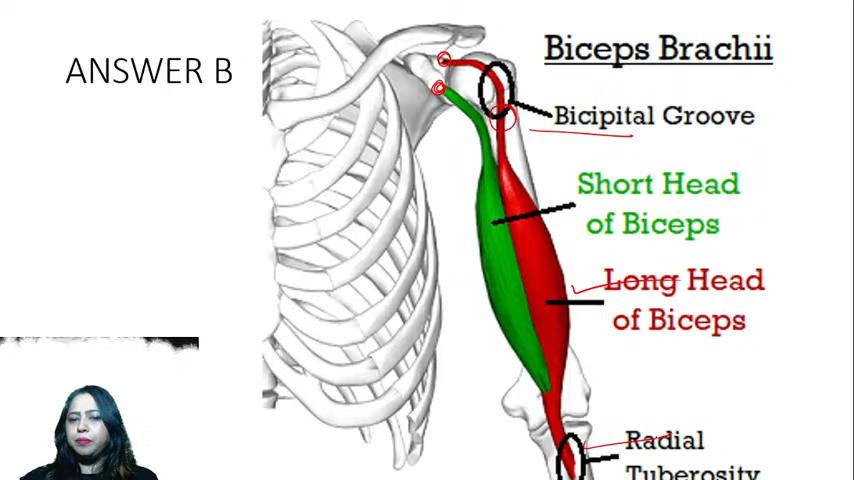 ANSWER B
Biceps Brachii
Bicipital Groove
Short Head
of Biceps
Long Head
of Biceps
Radial
Tuberosity